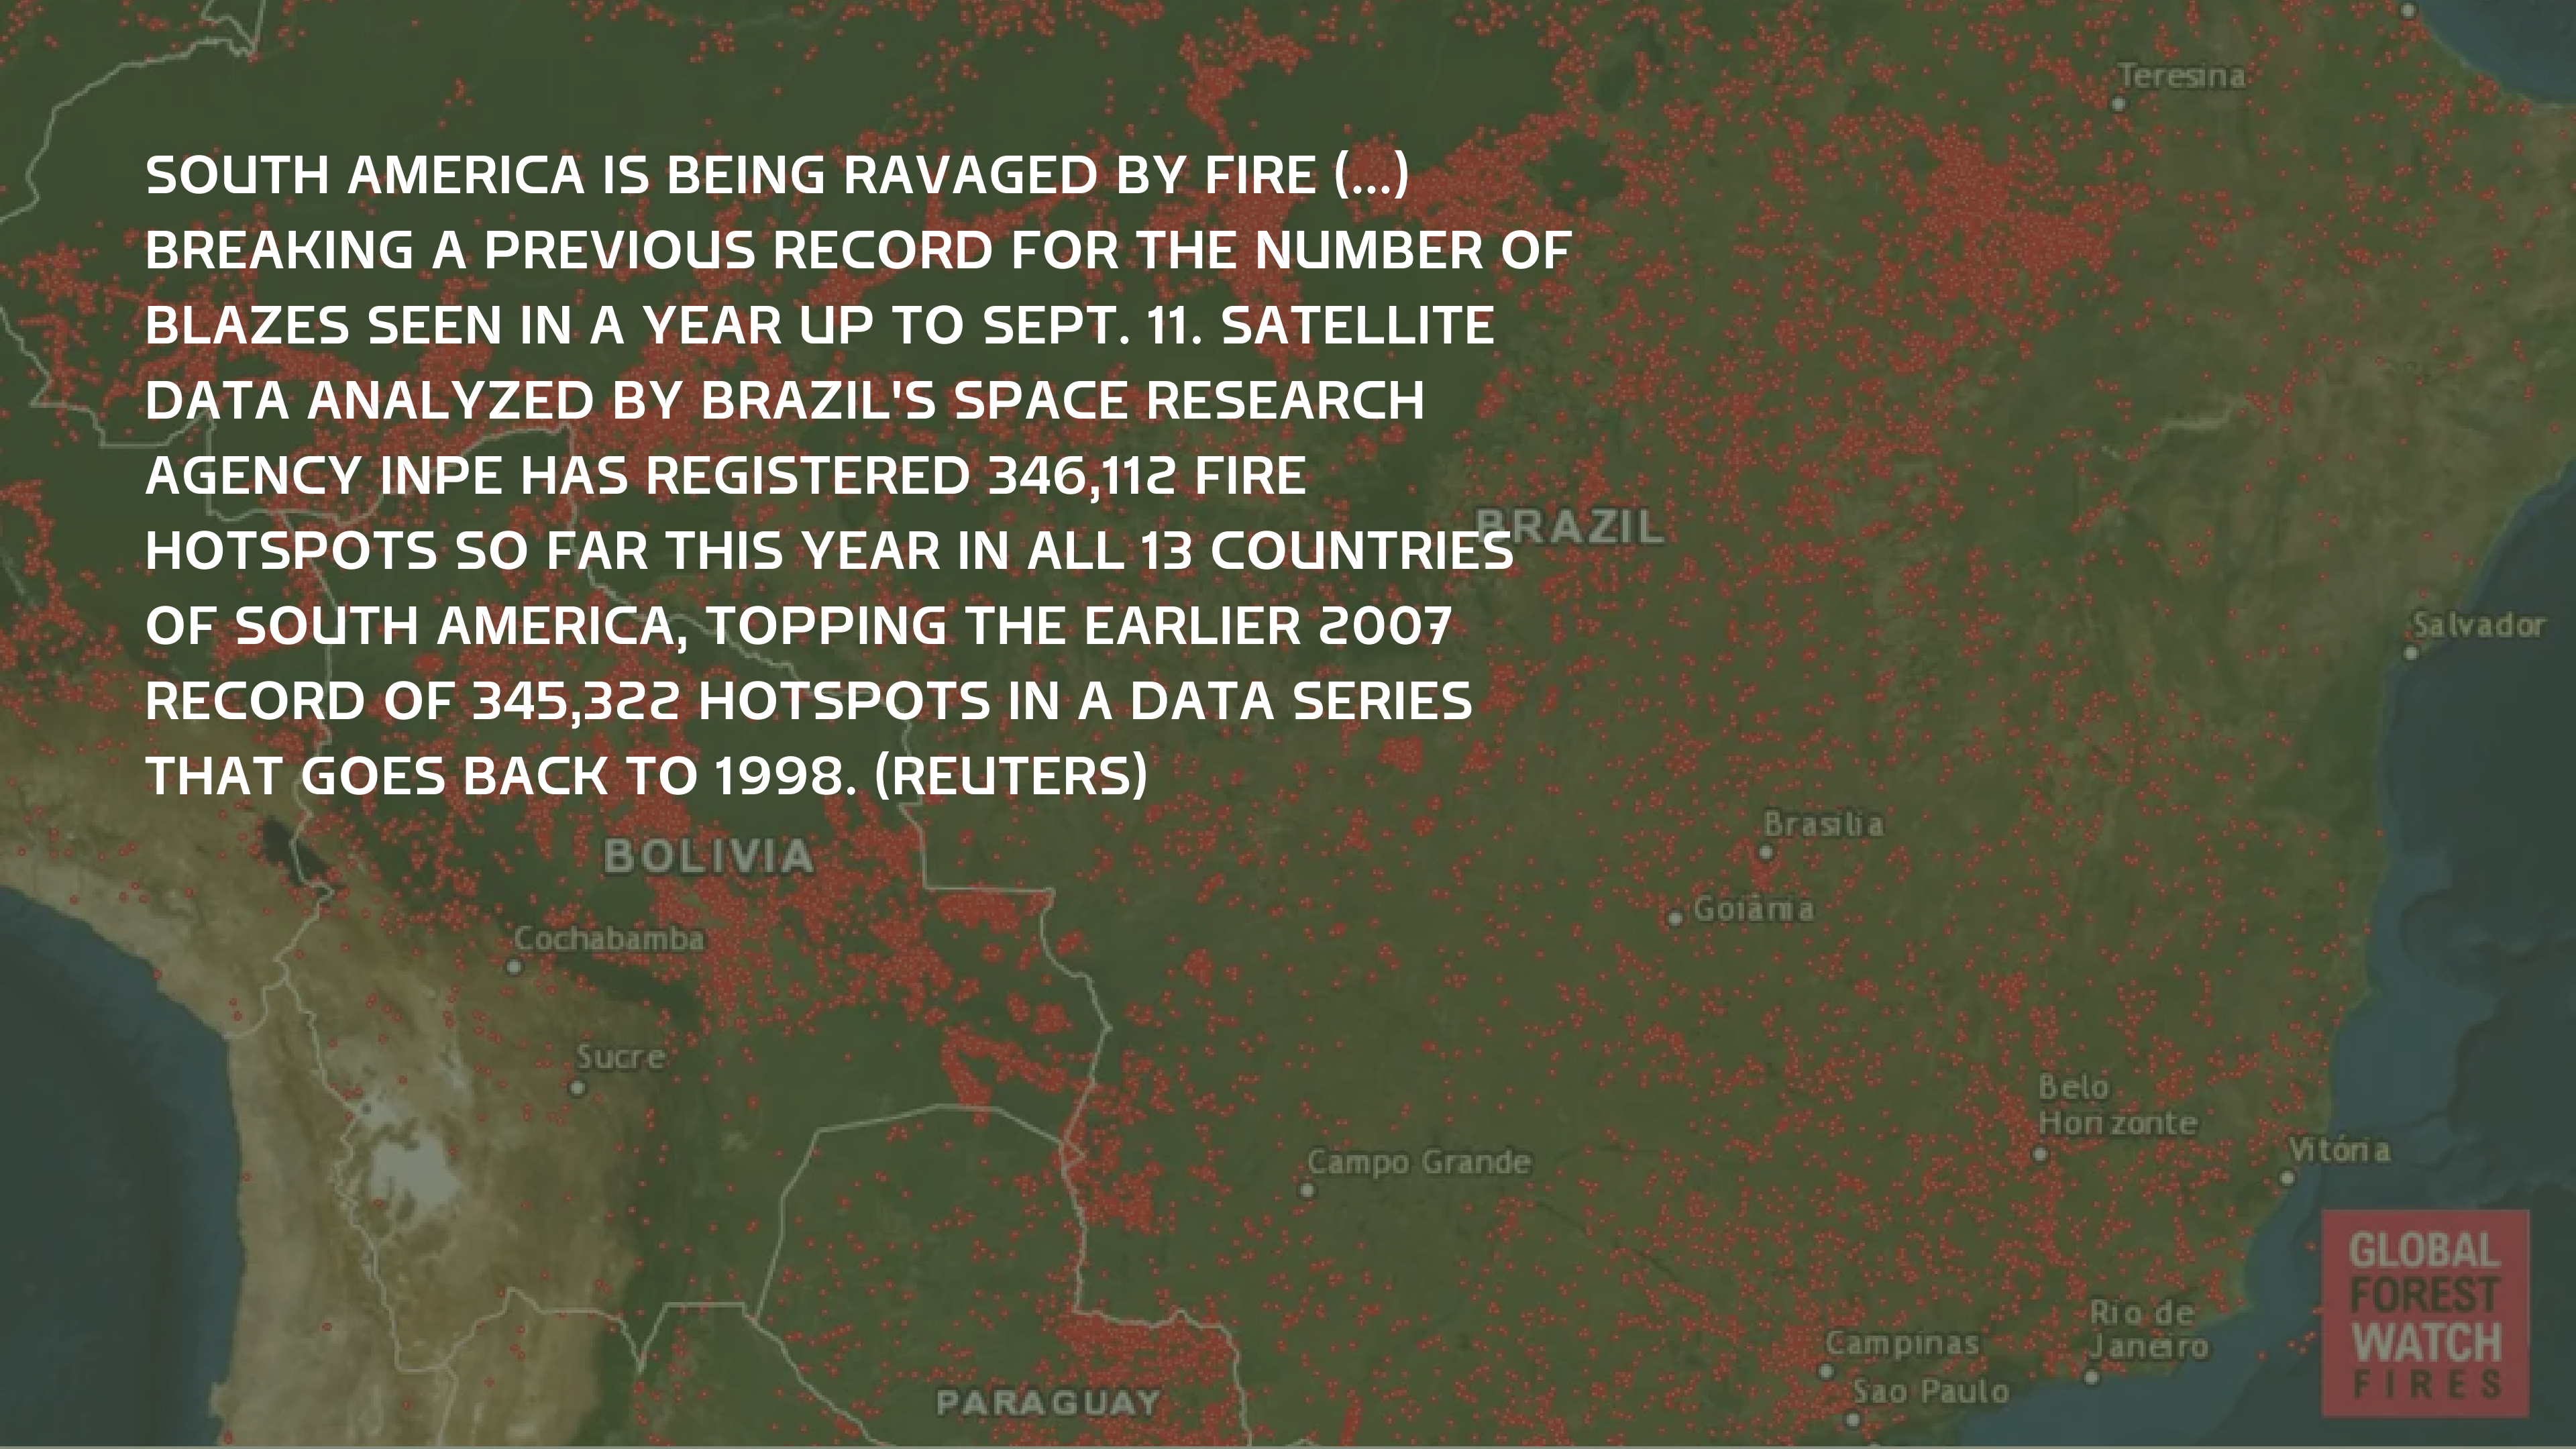 SOUTH AMERICA IS BEING RAVAGED BY FIRE (...)
BREAKING A PREVIOUS RECORD FOR THE NUMBER OF
BLAZES SEEN IN A YEAR UP TO SEPT. 11. SATELLITE
DATA ANALYZED BY BRAZIL'S SPACE RESEARCH
AGENCY INPE HAS REGISTERED 346,112 FIRE
HOTSPOTS SO FAR THIS YEAR IN ALL 13 COUNTRIES
OF SOUTH AMERICA, TOPPING THE EARLIER 2007
RECORD OF 345,322 HOTSPOTS IN A DATA SERIES
THAT GOES BACK TO 1998. (REUTERS)
Teresina
BRAZIL
Salvador
Brasilia
BOLIVIA
Goiânia
Cochabamba
Sucre
Belo
Horizonte
Vitória
Campo Grande
Rio de
Janeiro
Campinas
Sao Paulo
PARAGUAY
GLOBAL
FOREST
WATCH
FIRES